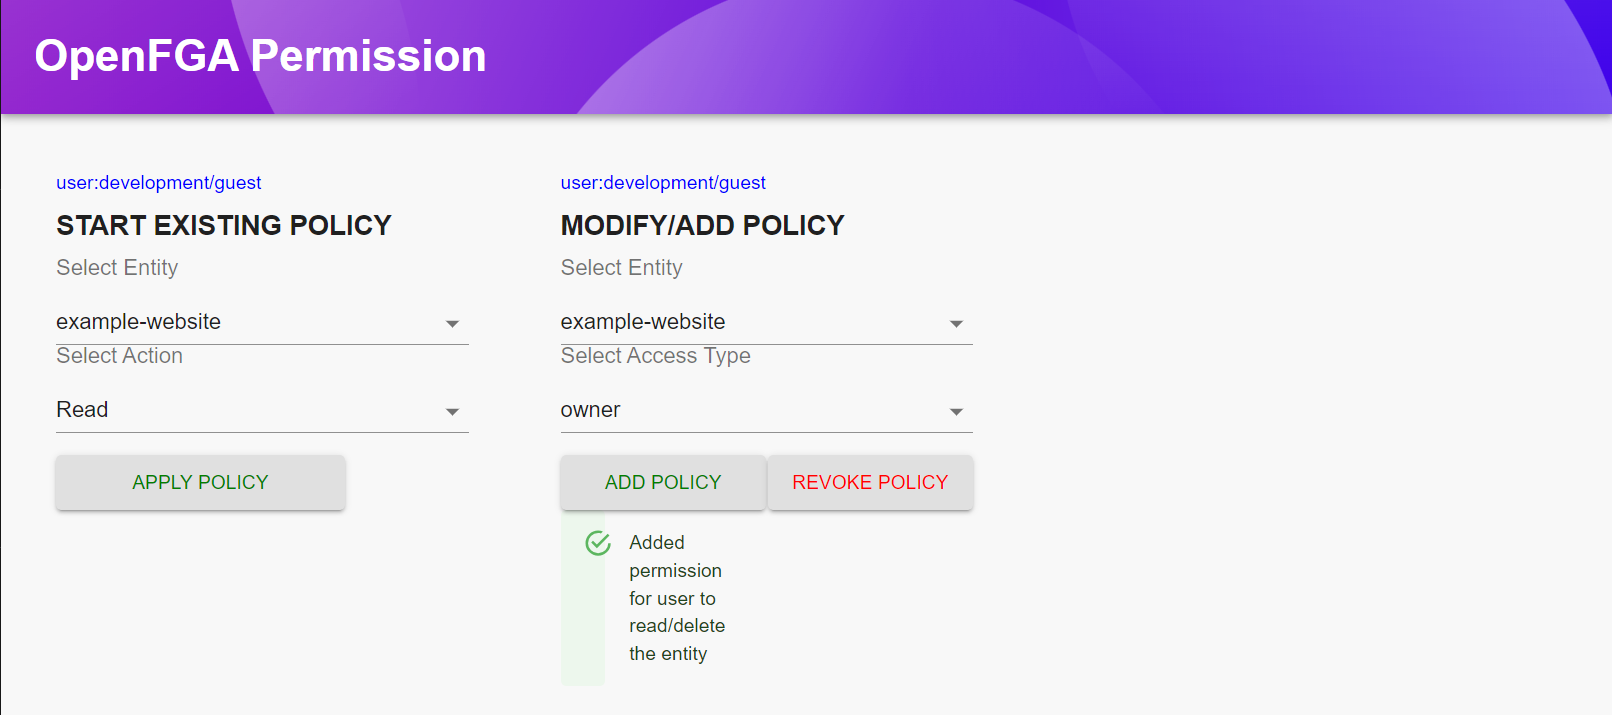 OpenFGA Permission
user:development/guest
START EXISTING POLICY
Select Entity
example-website
Select Action
Read
APPLY POLICY
user:development/guest
MODIFY/ADD POLICY
Select Entity
example-website
Select Access Type
owner
ADD POLICY
REVOKE POLICY
Added
permission
for user to
read/delete
the entity